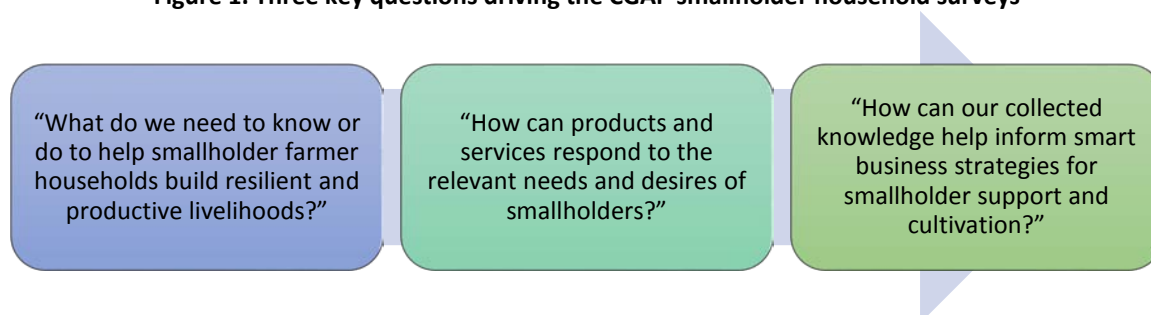 Figure 1: Three key questions driving the CGAP smallholder household surveys
“What do we need to know or
do to help smallholder farmer
households build resilient and
productive livelihoods?”
“How can products and
services respond to the
relevant needs and desires of
smallholders?”
“How can our collected
knowledge help inform smart
business strategies for
smallholder support and
cultivation?”